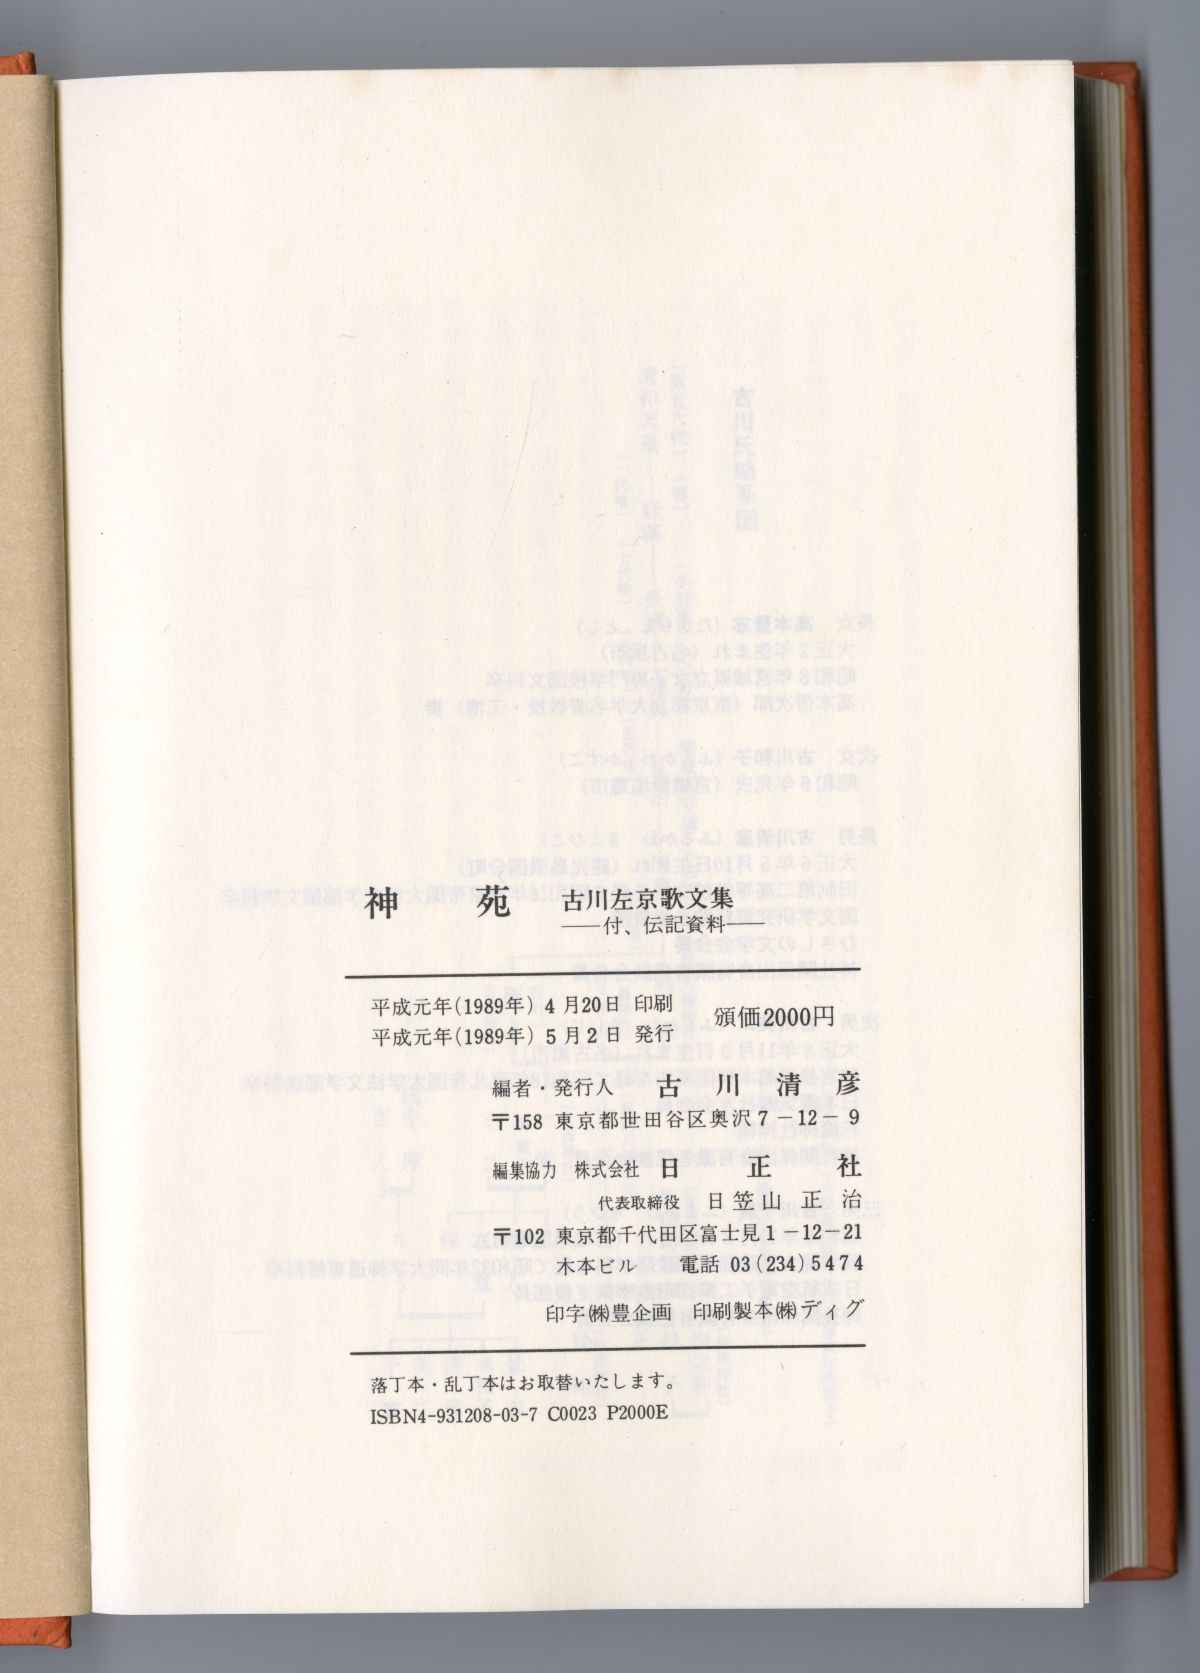 神苑 古川左京歌文集
――付、伝記資料――
平成元年(1989年) 4月20日 印刷
平成元年(1989年) 5月2日 発行
頒価2000円
編者・発行人 古川清彦
〒158 東京都世田谷区奥沢7－12－9
編集協力 株式会社 日正社
代表取締役 日笠山正治
〒102 東京都千代田区富士見1－12－21
木本ビル 電話 03(234)5474
印字㈱豊企画 印刷製本㈱ディグ
落丁本・乱丁本はお取替いたします。
ISBN4-931208-03-7 C0023 P2000E